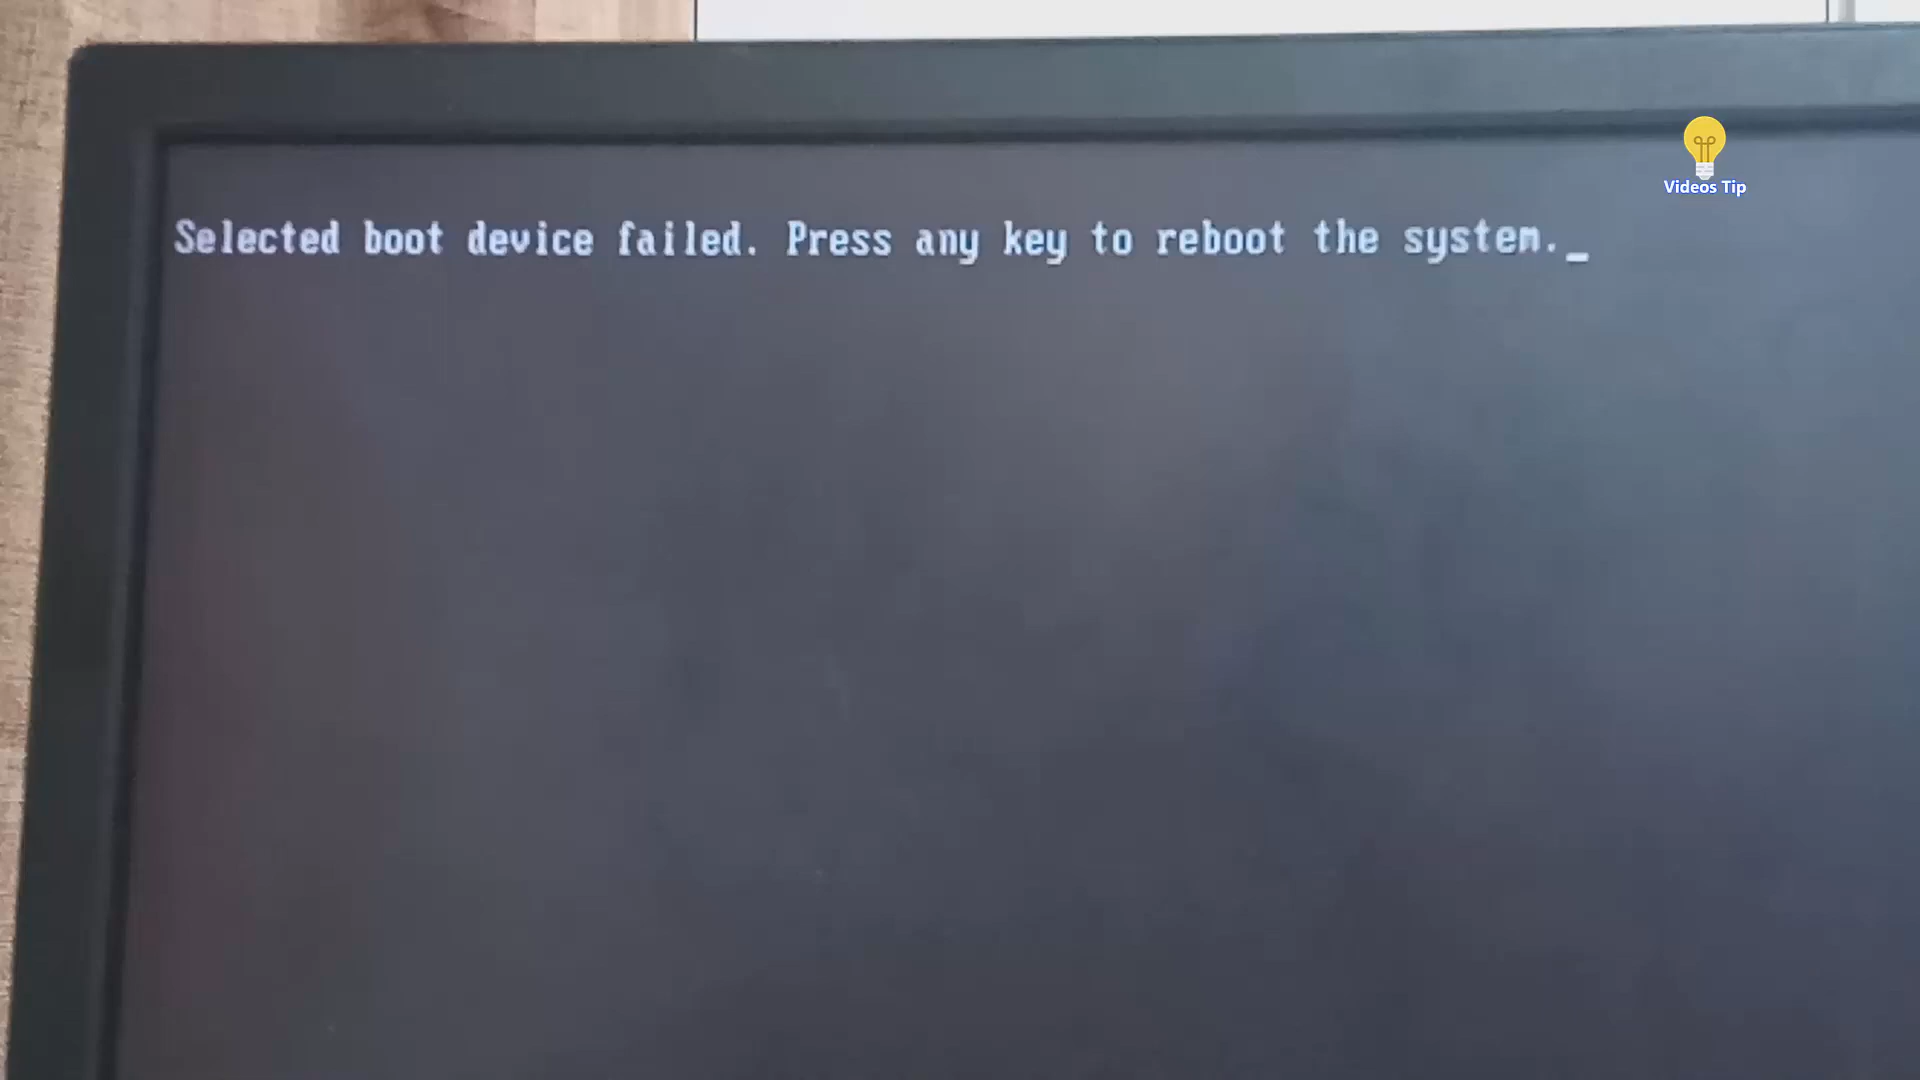 Videos Tip
Selected boot device failed. Press any key to reboot the system._